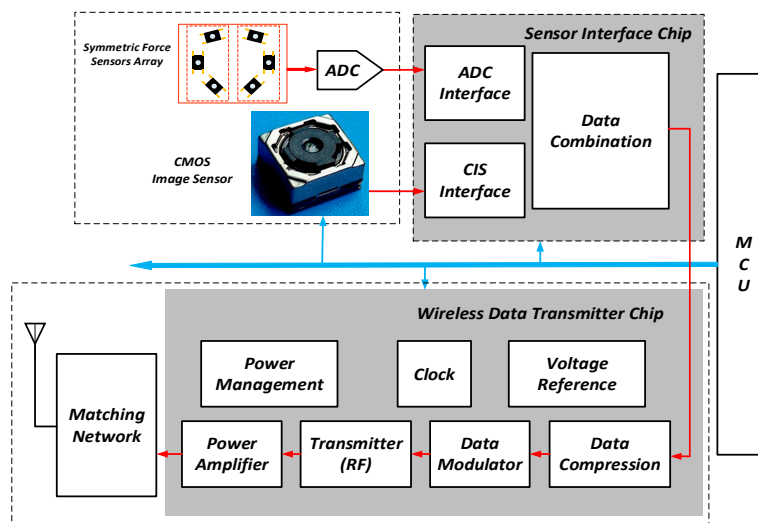 Symmetric Force
Sensors Array
ADC
CMOS
Image Sensor
Sensor Interface Chip
ADC
Interface
CIS
Interface
Data
Combination
M
C
U
Wireless Data Transmitter Chip
Power
Management
Clock
Voltage
Reference
Matching
Network
Power
Amplifier
Transmitter
(RF)
Data
Modulator
Data
Compression